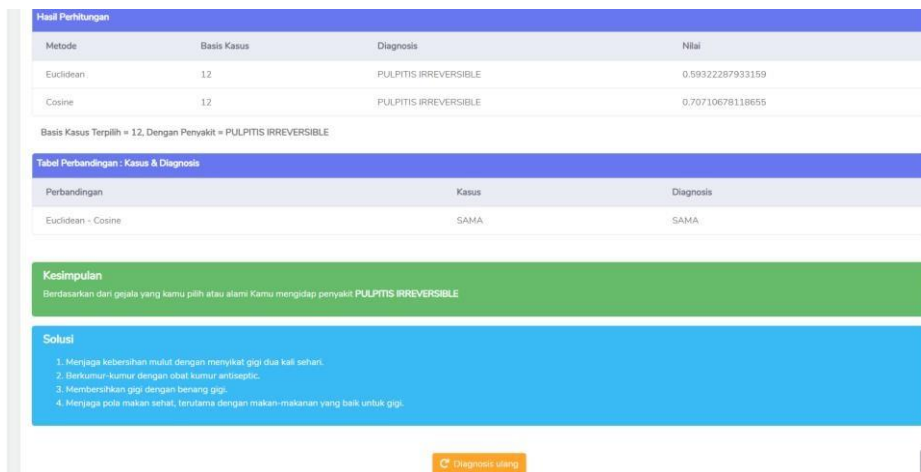 Hasil Perhitungan
Metode Basis Kasus Diagnosis Nilai
Euclidean 12 PULPITIS IRREVERSIBLE 0.59322287933159
Cosine 12 PULPITIS IRREVERSIBLE 0.70710678118655
Basis Kasus Terpilih = 12, Dengan Penyakit = PULPITIS IRREVERSIBLE
Tabel Perbandingan : Kasus & Diagnosis
Perbandingan Kasus Diagnosis
Euclidean - Cosine SAMA SAMA
Kesimpulan
Berdasarkan dari gejala yang kamu pilih atau alami Kamu mengidap penyakit PULPITIS IRREVERSIBLE
Solusi
1. Menjaga kebersihan mulut dengan menyikat gigi dua kali sehari.
2. Berkumur-kumur dengan obat kumur antiseptic.
3. Membersihkan gigi dengan benang gigi.
4. Menjaga pola makan sehat, terutama dengan makan-makanan yang baik untuk gigi.
Diagnosis ulang